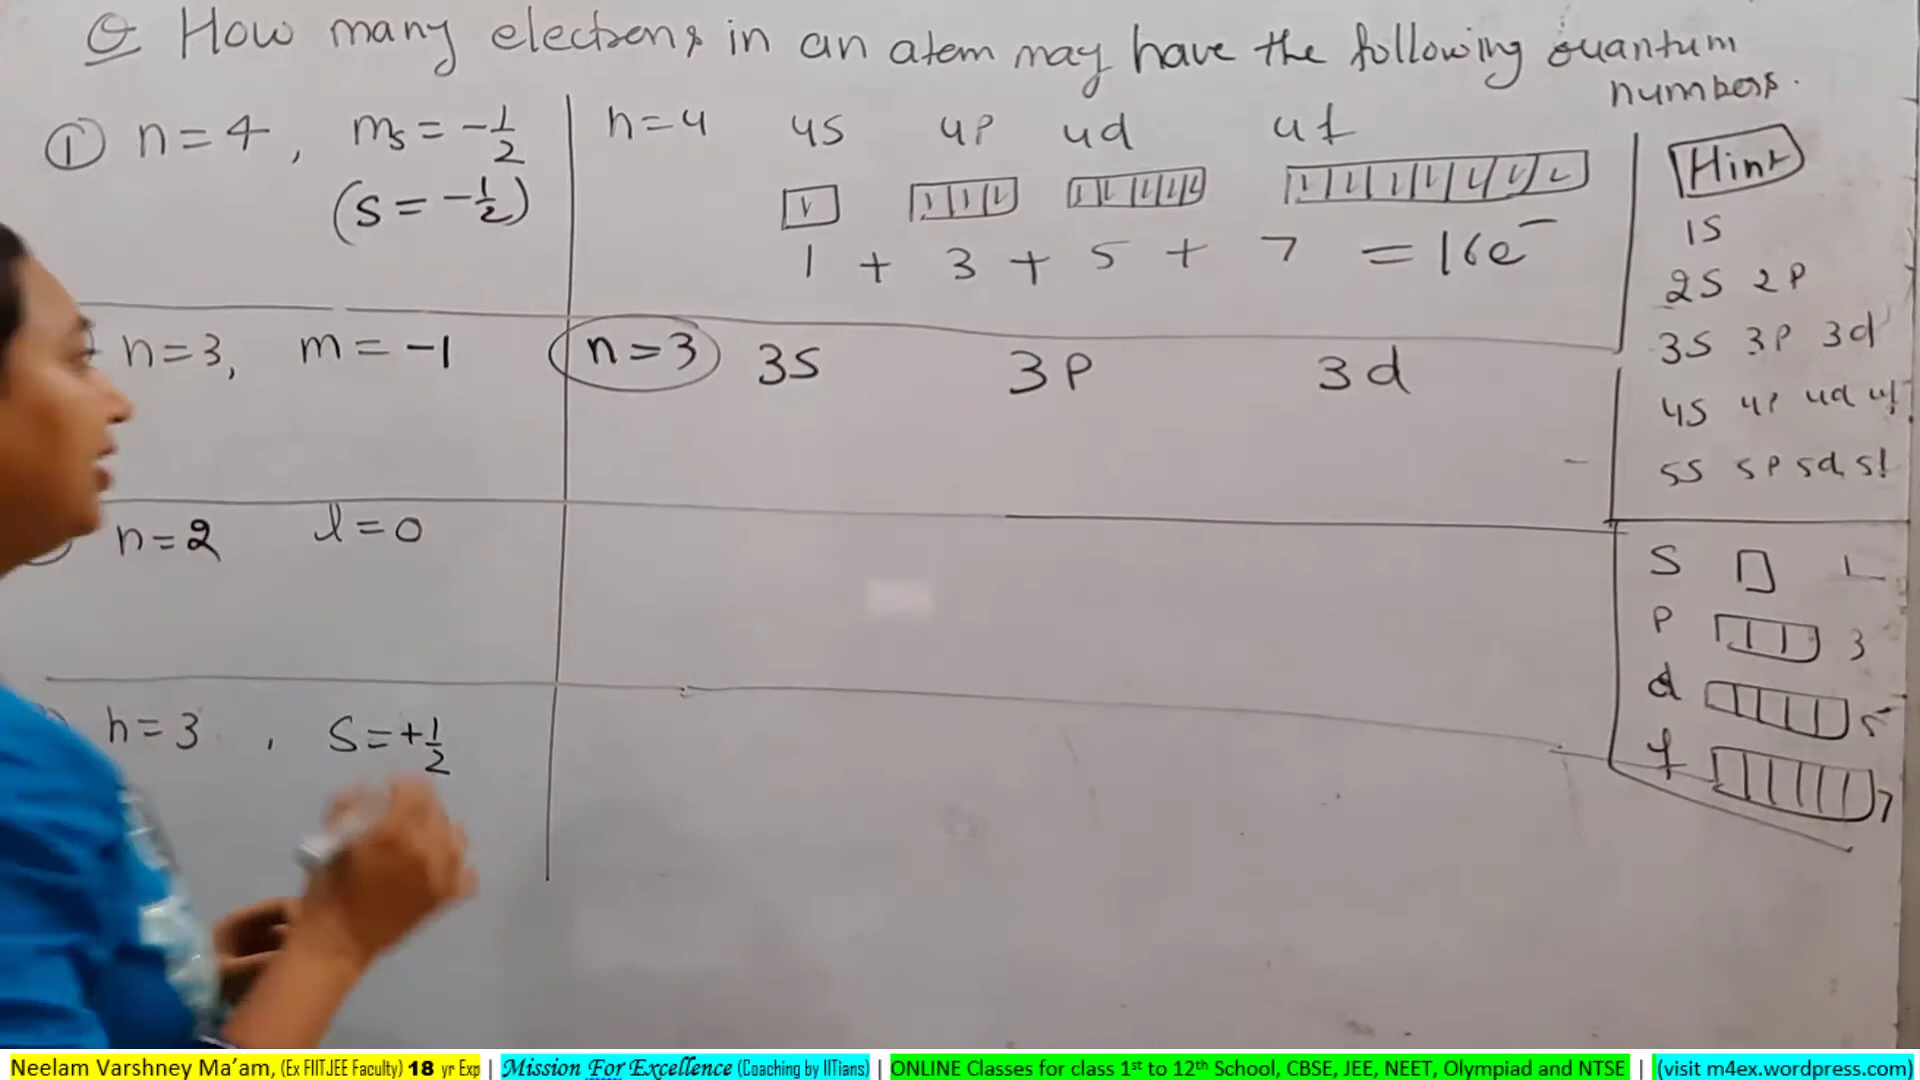 Q How many electrons in an atom may have the following quantum numbers.
① n=4, ms = -1/2
(s = -1/2)
n=4 4s 4p 4d 4f
1 + 3 + 5 + 7 = 16e⁻
n=3, m = -1
n=3 3s 3p 3d
n=2 l=0
n=3, s=+1/2
Hint
1s
2s 2p
3s 3p 3d
4s 4p 4d 4f
5s 5p 5d 5f
s 1
p 3
d 5
f 7
Neelam Varshney Ma'am, (Ex FIITJEE Faculty) 18 yr Exp | Mission For Excellence (Coaching by IITians) | ONLINE Classes for class 1st to 12th School, CBSE, JEE, NEET, Olympiad and NTSE | (visit m4ex.wordpress.com)